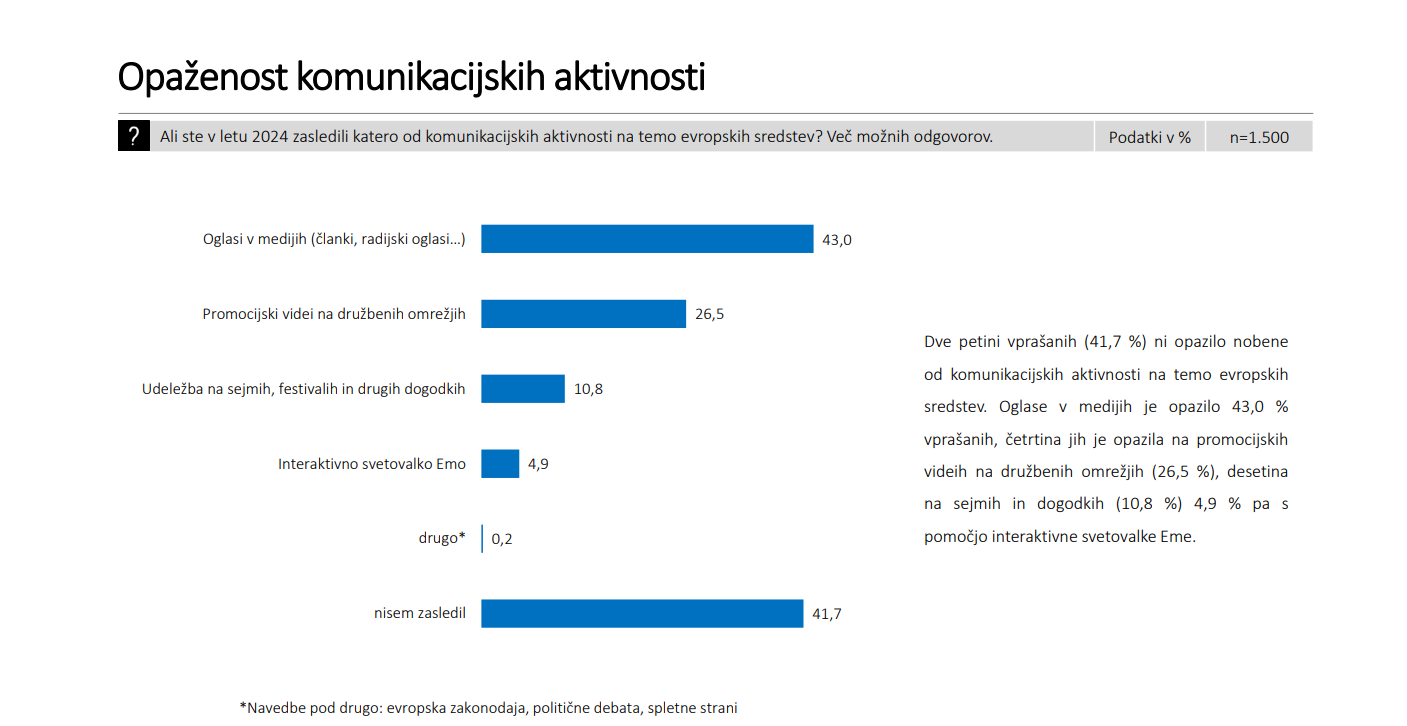 Opaženost komunikacijskih aktivnosti
? Ali ste v letu 2024 zasledili katero od komunikacijskih aktivnosti na temo evropskih sredstev? Več možnih odgovorov. Podatki v % n=1.500
Oglasi v medijih (članki, radijski oglasi…) 43,0
Promocijski videi na družbenih omrežjih 26,5
Udeležba na sejmih, festivalih in drugih dogodkih 10,8
Interaktivno svetovalko Emo 4,9
drugo* 0,2
nisem zasledil 41,7
Dve petini vprašanih (41,7 %) ni opazilo nobene
od komunikacijskih aktivnosti na temo evropskih
sredstev. Oglase v medijih je opazilo 43,0 %
vprašanih, četrtina jih je opazila na promocijskih
videih na družbenih omrežjih (26,5 %), desetina
na sejmih in dogodkih (10,8 %) 4,9 % pa s
pomočjo interaktivne svetovalke Eme.
*Navedbe pod drugo: evropska zakonodaja, politične debata, spletne strani